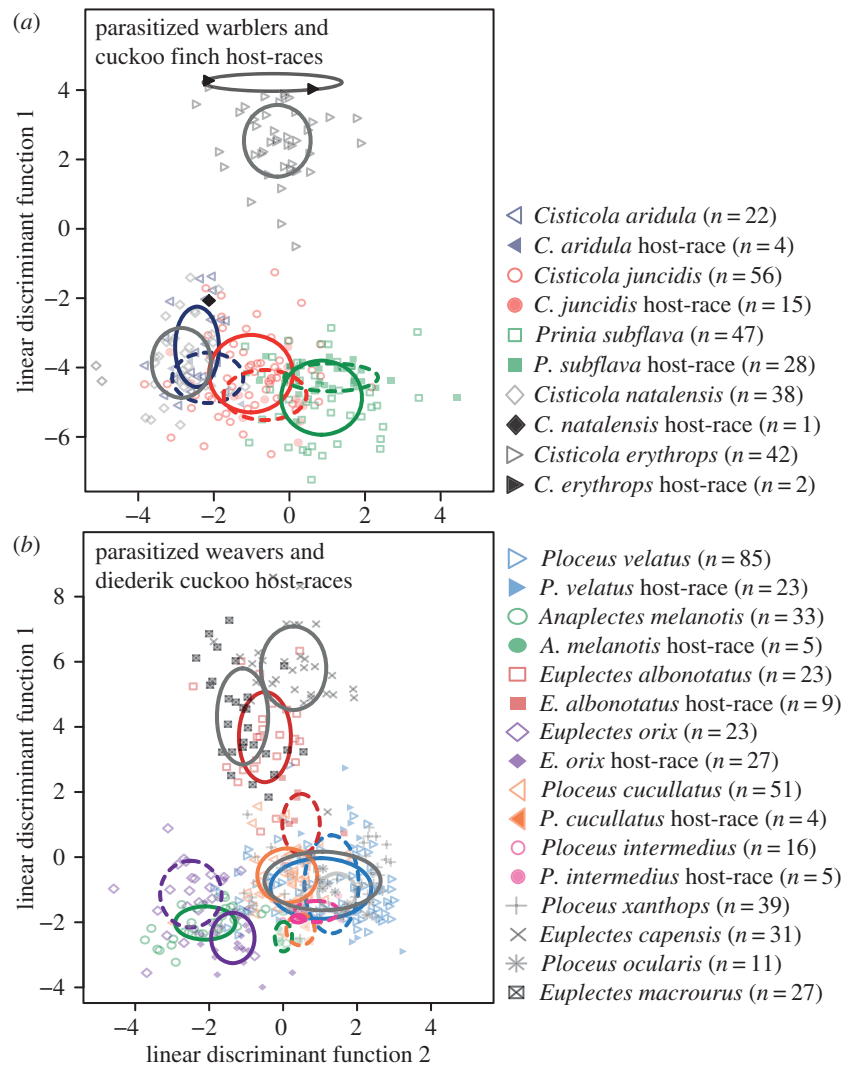 (a)
parasitized warblers and
cuckoo finch host-races
linear discriminant function 1
4
2
0
−2
−4
−6
−4 −2 0 2 4
Cisticola aridula (n = 22)
C. aridula host-race (n = 4)
Cisticola juncidis (n = 56)
C. juncidis host-race (n = 15)
Prinia subflava (n = 47)
P. subflava host-race (n = 28)
Cisticola natalensis (n = 38)
C. natalensis host-race (n = 1)
Cisticola erythrops (n = 42)
C. erythrops host-race (n = 2)
(b)
parasitized weavers and
diederik cuckoo host-races
linear discriminant function 1
8
6
4
2
0
−2
−4
−4 −2 0 2 4
linear discriminant function 2
Ploceus velatus (n = 85)
P. velatus host-race (n = 23)
Anaplectes melanotis (n = 33)
A. melanotis host-race (n = 5)
Euplectes albonotatus (n = 23)
E. albonotatus host-race (n = 9)
Euplectes orix (n = 23)
E. orix host-race (n = 27)
Ploceus cucullatus (n = 51)
P. cucullatus host-race (n = 4)
Ploceus intermedius (n = 16)
P. intermedius host-race (n = 5)
Ploceus xanthops (n = 39)
Euplectes capensis (n = 31)
Ploceus ocularis (n = 11)
Euplectes macrourus (n = 27)